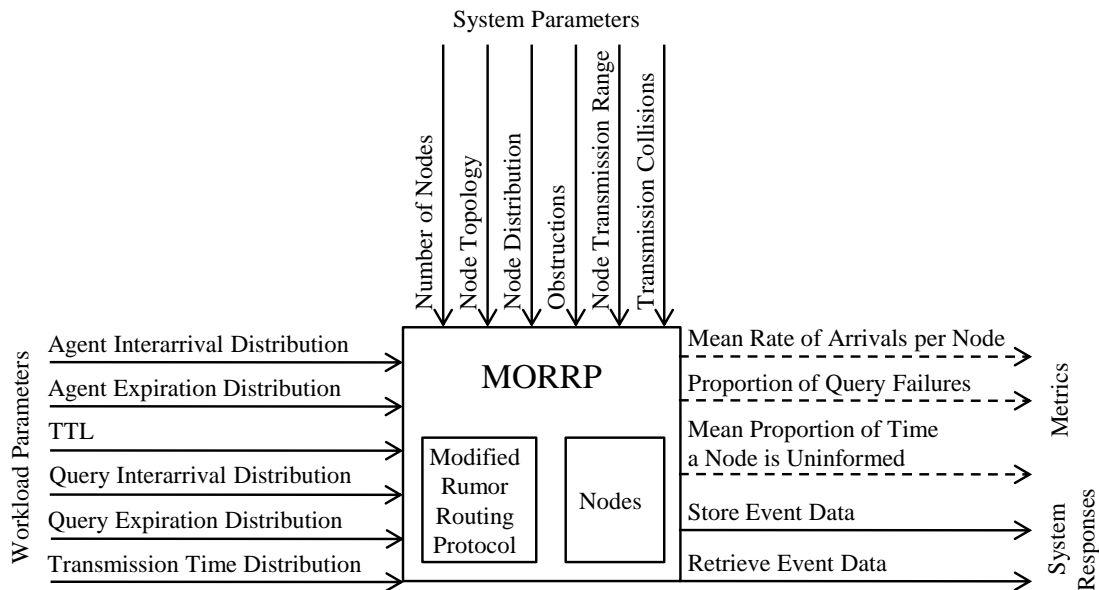 System Parameters
Number of Nodes
Node Topology
Node Distribution
Obstructions
Node Transmission Range
Transmission Collisions
Workload Parameters
Agent Interarrival Distribution
Agent Expiration Distribution
TTL
Query Interarrival Distribution
Query Expiration Distribution
Transmission Time Distribution
MORRP
Modified
Rumor
Routing
Protocol
Nodes
Mean Rate of Arrivals per Node
Proportion of Query Failures
Mean Proportion of Time
a Node is Uninformed
Store Event Data
Retrieve Event Data
Metrics
System
Responses